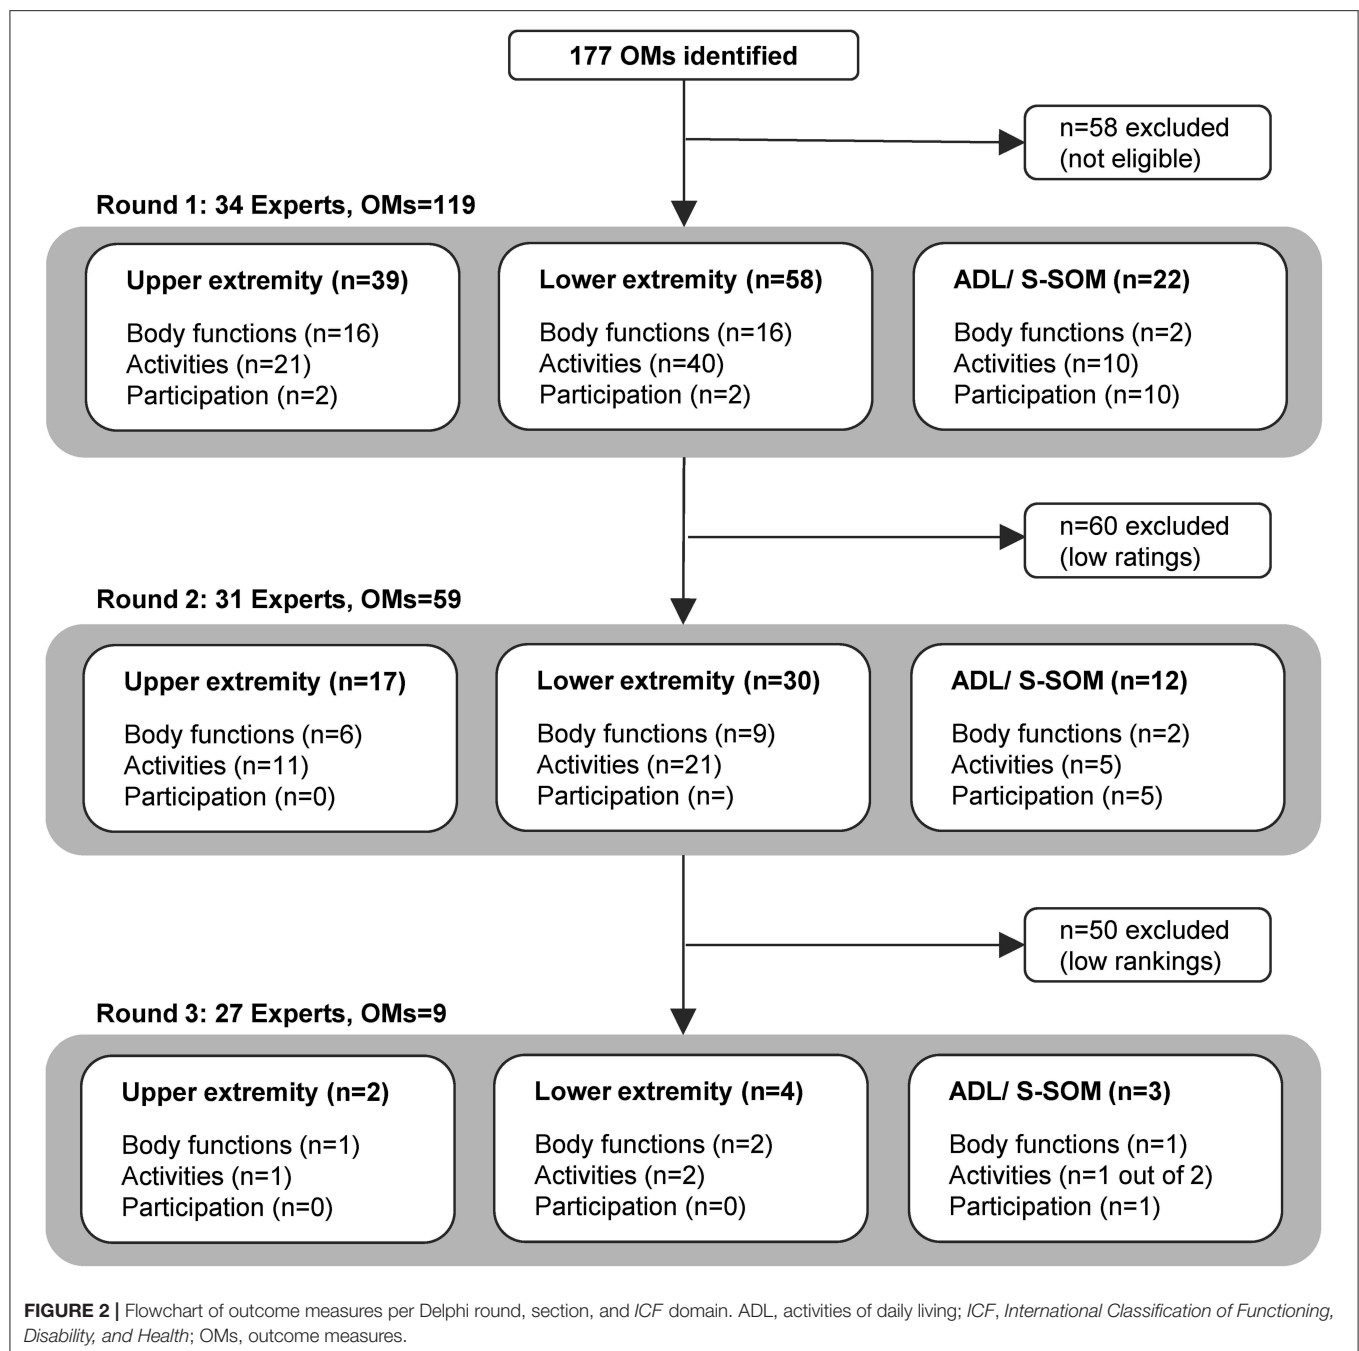 177 OMs identified
n=58 excluded
(not eligible)
Round 1: 34 Experts, OMs=119
Upper extremity (n=39)
Body functions (n=16)
Activities (n=21)
Participation (n=2)
Lower extremity (n=58)
Body functions (n=16)
Activities (n=40)
Participation (n=2)
ADL/ S-SOM (n=22)
Body functions (n=2)
Activities (n=10)
Participation (n=10)
n=60 excluded
(low ratings)
Round 2: 31 Experts, OMs=59
Upper extremity (n=17)
Body functions (n=6)
Activities (n=11)
Participation (n=0)
Lower extremity (n=30)
Body functions (n=9)
Activities (n=21)
Participation (n=)
ADL/ S-SOM (n=12)
Body functions (n=2)
Activities (n=5)
Participation (n=5)
n=50 excluded
(low rankings)
Round 3: 27 Experts, OMs=9
Upper extremity (n=2)
Body functions (n=1)
Activities (n=1)
Participation (n=0)
Lower extremity (n=4)
Body functions (n=2)
Activities (n=2)
Participation (n=0)
ADL/ S-SOM (n=3)
Body functions (n=1)
Activities (n=1 out of 2)
Participation (n=1)
FIGURE 2 | Flowchart of outcome measures per Delphi round, section, and ICF domain. ADL, activities of daily living; ICF, International Classification of Functioning,
Disability, and Health; OMs, outcome measures.